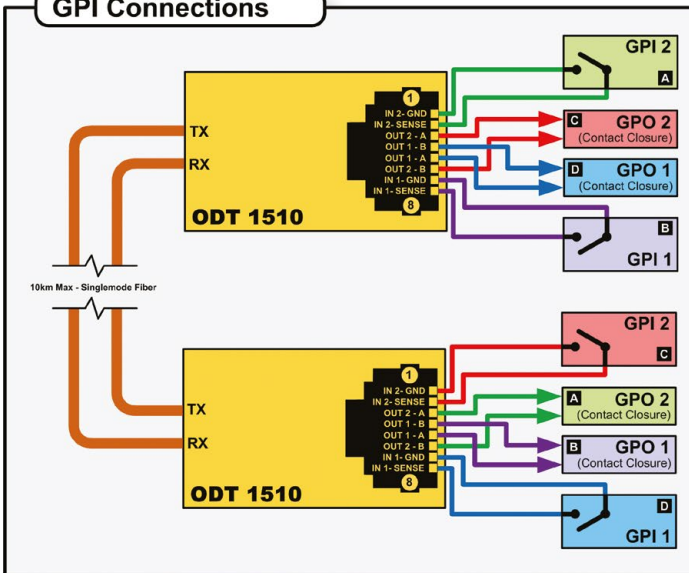 GPI Connections
GPI 2
A
1
IN 2- GND
IN 2- SENSE
OUT 2 - A
OUT 1 - B
OUT 1 - A
OUT 2 - B
IN 1- GND
IN 1- SENSE
8
TX
RX
ODT 1510
C
GPO 2
(Contact Closure)
D
GPO 1
(Contact Closure)
B
GPI 1
10km Max - Singlemode Fiber
GPI 2
C
1
IN 2- GND
IN 2- SENSE
OUT 2 - A
OUT 1 - B
OUT 1 - A
OUT 2 - B
IN 1- GND
IN 1- SENSE
8
TX
RX
ODT 1510
A
GPO 2
(Contact Closure)
B
GPO 1
(Contact Closure)
D
GPI 1